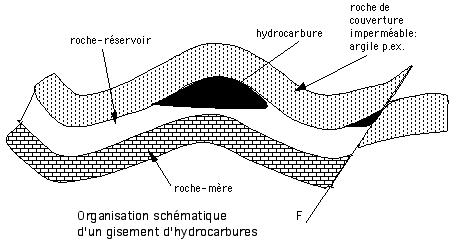 roche de
couverture
imperméable:
argile p.ex.
hydrocarbure
roche-réservoir
roche-mère
Organisation schématique
d'un gisement d'hydrocarbures
F